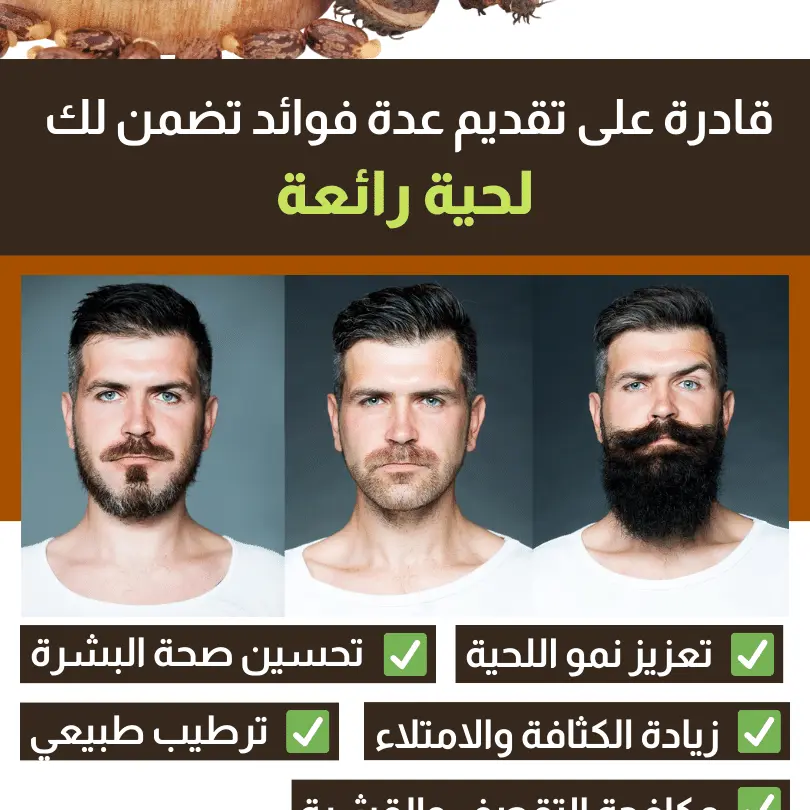 قادرة على تقديم عدة فوائد تضمن لك
لحية رائعة
تعزيز نمو اللحية
تحسين صحة البشرة
زيادة الكثافة والامتلاء
ترطيب طبيعي